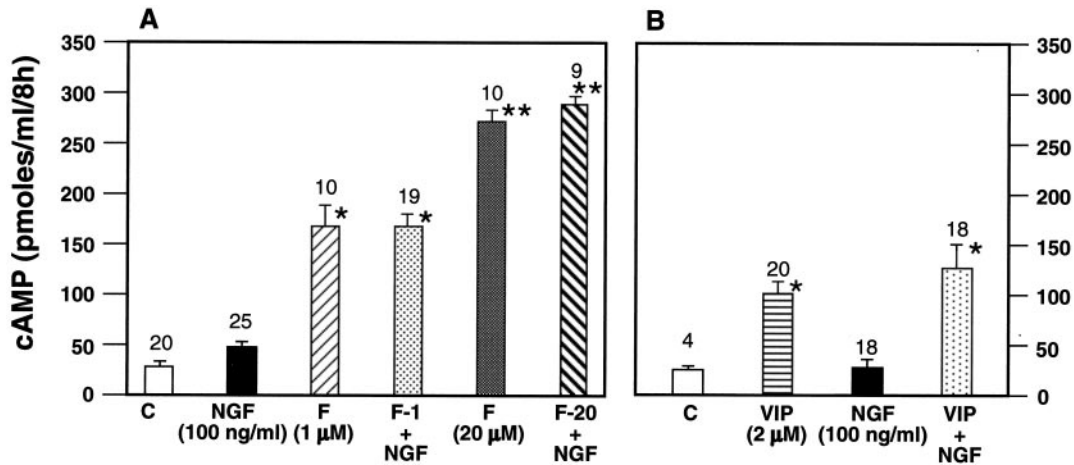 A
B
cAMP (pmoles/ml/8h)
350
300
250
200
150
100
50
0
20
25
10
*
19
*
10
**
9
**
C
NGF
(100 ng/ml)
F
(1 µM)
F-1
+
NGF
F
(20 µM)
F-20
+
NGF
4
20
*
18
18
*
C
VIP
(2 µM)
NGF
(100 ng/ml)
VIP
+
NGF
350
300
250
200
150
100
50
0